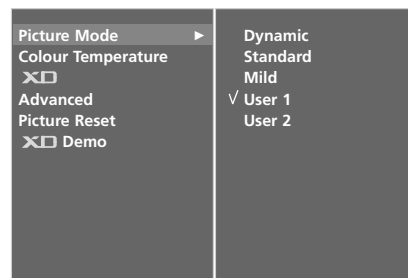 Picture Mode ►
Colour Temperature
XD
Advanced
Picture Reset
XD Demo
Dynamic
Standard
Mild
√ User 1
User 2